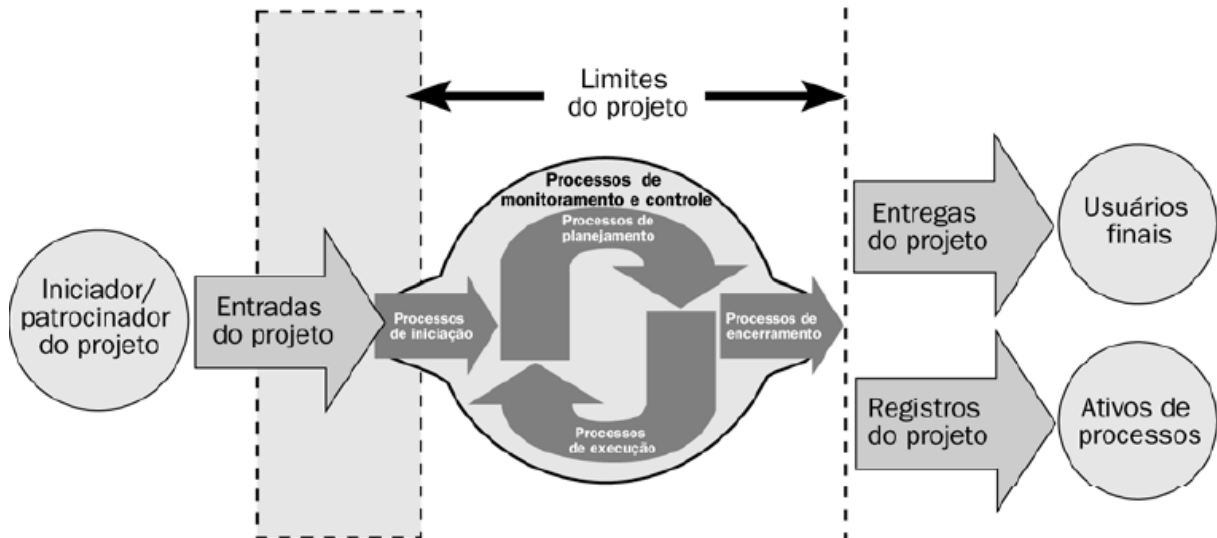 Limites
do projeto
Processos de
monitoramento e controle
Processos de
planejamento
Iniciador/
patrocinador
do projeto
Entradas
do projeto
Processos
de iniciação
Processos de
encerramento
Processos
de execução
Entregas
do projeto
Usuários
finais
Registros
do projeto
Ativos de
processos